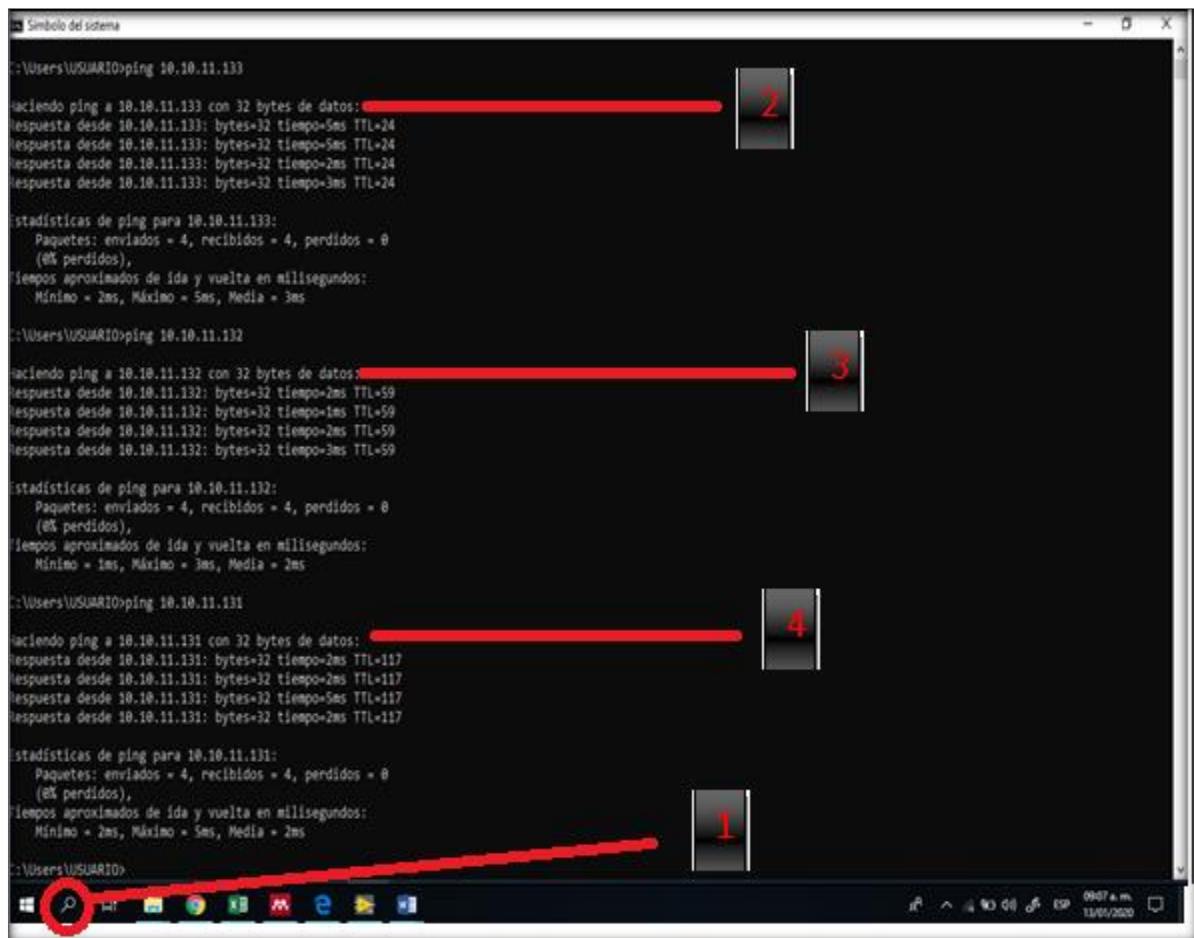 Símbolo del sistema
:\Users\USUARIO>ping 10.10.11.133
aciendo ping a 10.10.11.133 con 32 bytes de datos:
2
espuesta desde 10.10.11.133: bytes=32 tiempo=5ms TTL=24
espuesta desde 10.10.11.133: bytes=32 tiempo=5ms TTL=24
espuesta desde 10.10.11.133: bytes=32 tiempo=2ms TTL=24
espuesta desde 10.10.11.133: bytes=32 tiempo=3ms TTL=24
stadísticas de ping para 10.10.11.133:
Paquetes: enviados = 4, recibidos = 4, perdidos = 0
(0% perdidos),
iempos aproximados de ida y vuelta en milisegundos:
Mínimo = 2ms, Máximo = 5ms, Media = 3ms
:\Users\USUARIO>ping 10.10.11.132
aciendo ping a 10.10.11.132 con 32 bytes de datos:
3
espuesta desde 10.10.11.132: bytes=32 tiempo=2ms TTL=59
espuesta desde 10.10.11.132: bytes=32 tiempo=1ms TTL=59
espuesta desde 10.10.11.132: bytes=32 tiempo=2ms TTL=59
espuesta desde 10.10.11.132: bytes=32 tiempo=3ms TTL=59
stadísticas de ping para 10.10.11.132:
Paquetes: enviados = 4, recibidos = 4, perdidos = 0
(0% perdidos),
iempos aproximados de ida y vuelta en milisegundos:
Mínimo = 1ms, Máximo = 3ms, Media = 2ms
:\Users\USUARIO>ping 10.10.11.131
aciendo ping a 10.10.11.131 con 32 bytes de datos:
4
espuesta desde 10.10.11.131: bytes=32 tiempo=2ms TTL=117
espuesta desde 10.10.11.131: bytes=32 tiempo=2ms TTL=117
espuesta desde 10.10.11.131: bytes=32 tiempo=5ms TTL=117
espuesta desde 10.10.11.131: bytes=32 tiempo=2ms TTL=117
stadísticas de ping para 10.10.11.131:
Paquetes: enviados = 4, recibidos = 4, perdidos = 0
(0% perdidos),
iempos aproximados de ida y vuelta en milisegundos:
Mínimo = 2ms, Máximo = 5ms, Media = 2ms
1
:\Users\USUARIO>
ESP
09:07 a. m.
13/01/2020